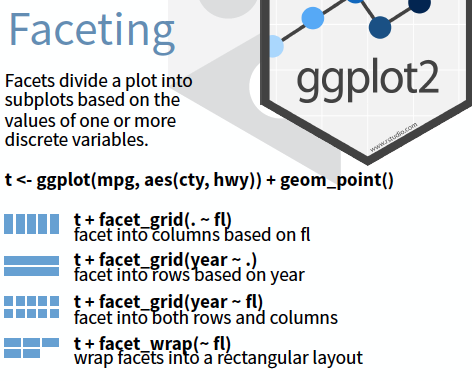 Faceting
ggplot2
www.rstudio.com
Facets divide a plot into
subplots based on the
values of one or more
discrete variables.
t <- ggplot(mpg, aes(cty, hwy)) + geom_point()
t + facet_grid(. ~ fl)
facet into columns based on fl
t + facet_grid(year ~ .)
facet into rows based on year
t + facet_grid(year ~ fl)
facet into both rows and columns
t + facet_wrap(~ fl)
wrap facets into a rectangular layout